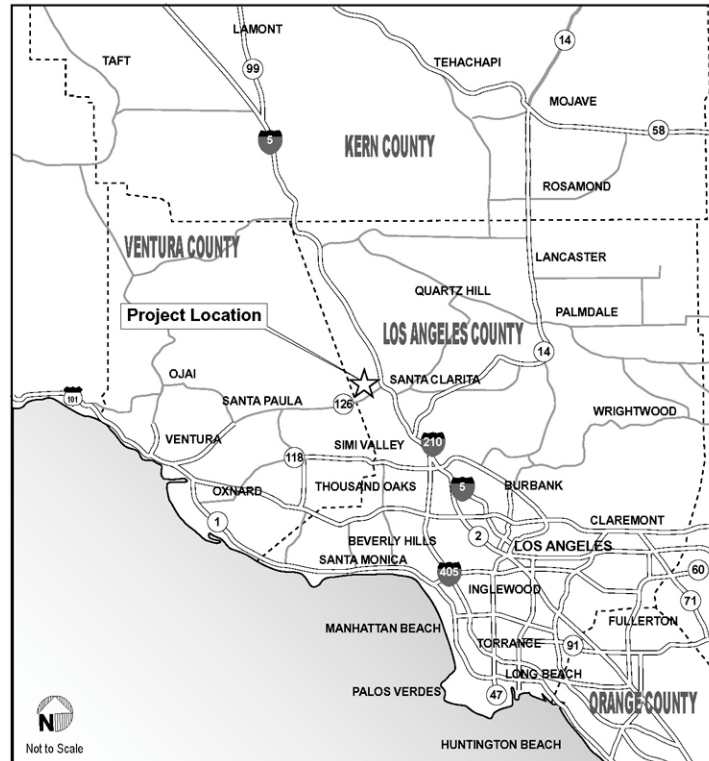 LAMONT
14
TAFT
TEHACHAPI
99
MOJAVE
5
58
KERN COUNTY
ROSAMOND
VENTURA COUNTY
LANCASTER
QUARTZ HILL
Project Location
PALMDALE
LOS ANGELES COUNTY
14
OJAI
SANTA CLARITA
101
SANTA PAULA
126
WRIGHTWOOD
VENTURA
SIMI VALLEY
210
118
OXNARD
THOUSAND OAKS
5
BURBANK
1
CLAREMONT
BEVERLY HILLS
2
LOS ANGELES
SANTA MONICA
405
60
INGLEWOOD
71
FULLERTON
MANHATTAN BEACH
TORRANCE
91
LONG BEACH
PALOS VERDES
47
ORANGE COUNTY
N
Not to Scale
HUNTINGTON BEACH